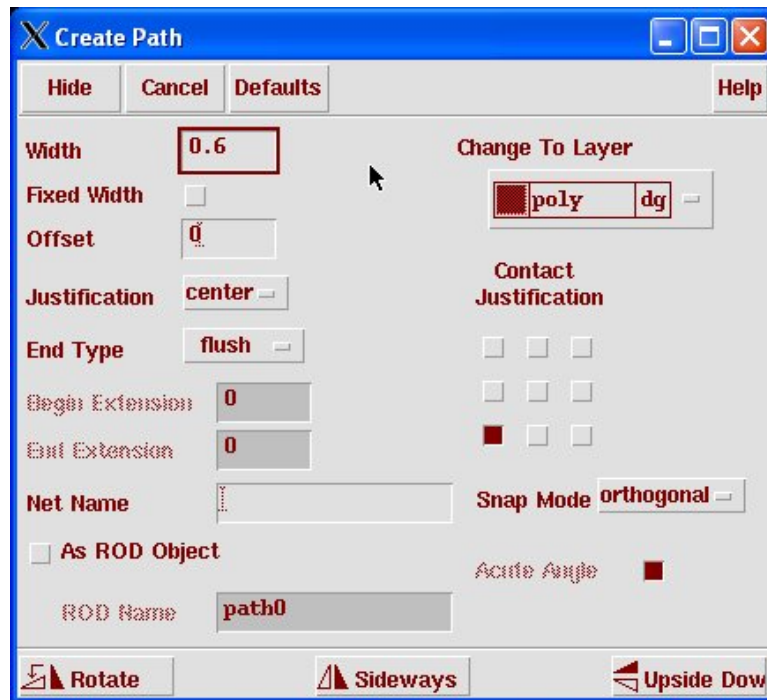 X Create Path
Hide Cancel Defaults Help
Width 0.6 Change To Layer
Fixed Width poly dg
Offset 0
Contact
Justification center Justification
End Type flush
Begin Extension 0
End Extension 0
Net Name Snap Mode orthogonal
As ROD Object
Acute Angle
ROD Name path0
Rotate Sideways Upside Dow